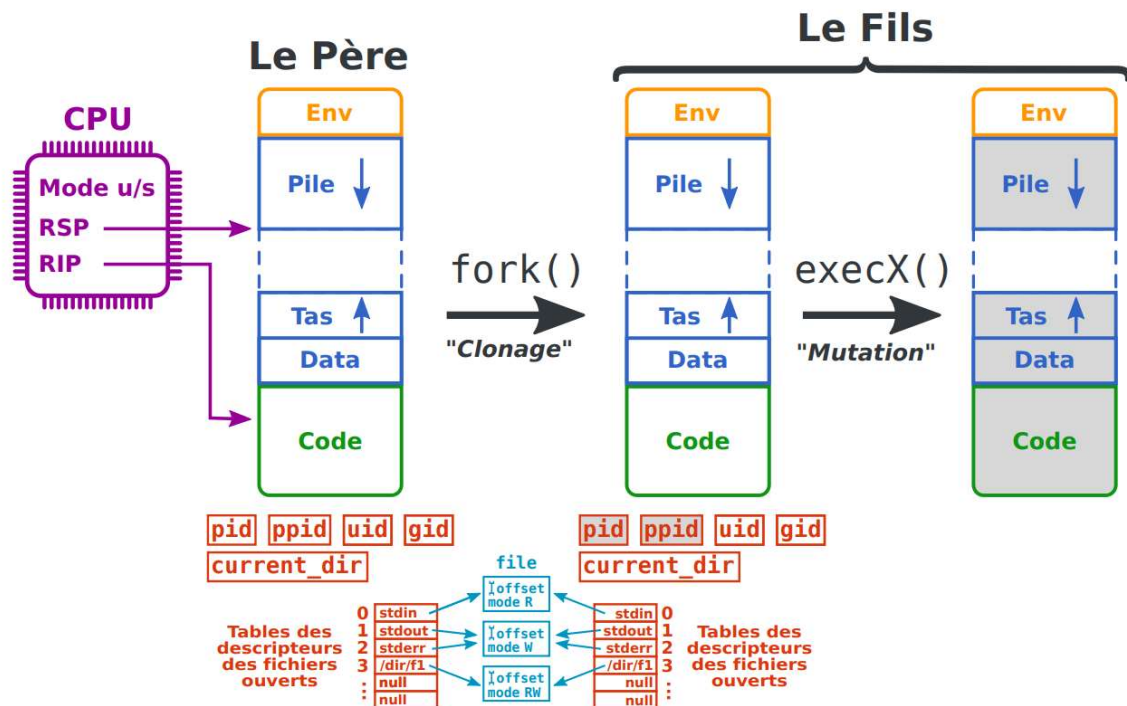 Le Fils
Le Père
CPU
Mode u/s
RSP
RIP
Env
Pile
Tas
Data
Code
fork()
"Clonage"
Env
Pile
Tas
Data
Code
execX()
"Mutation"
Env
Pile
Tas
Data
Code
pid ppid uid gid
current_dir
pid ppid uid gid
current_dir
file
offset
mode R
offset
mode W
offset
mode RW
Tables des
descripteurs
des fichiers
ouverts
0 stdin
1 stdout
2 stderr
3 /dir/f1
⋮ null
null
stdin 0
stdout 1
stderr 2
/dir/f1 3
null ⋮
null
Tables des
descripteurs
des fichiers
ouverts